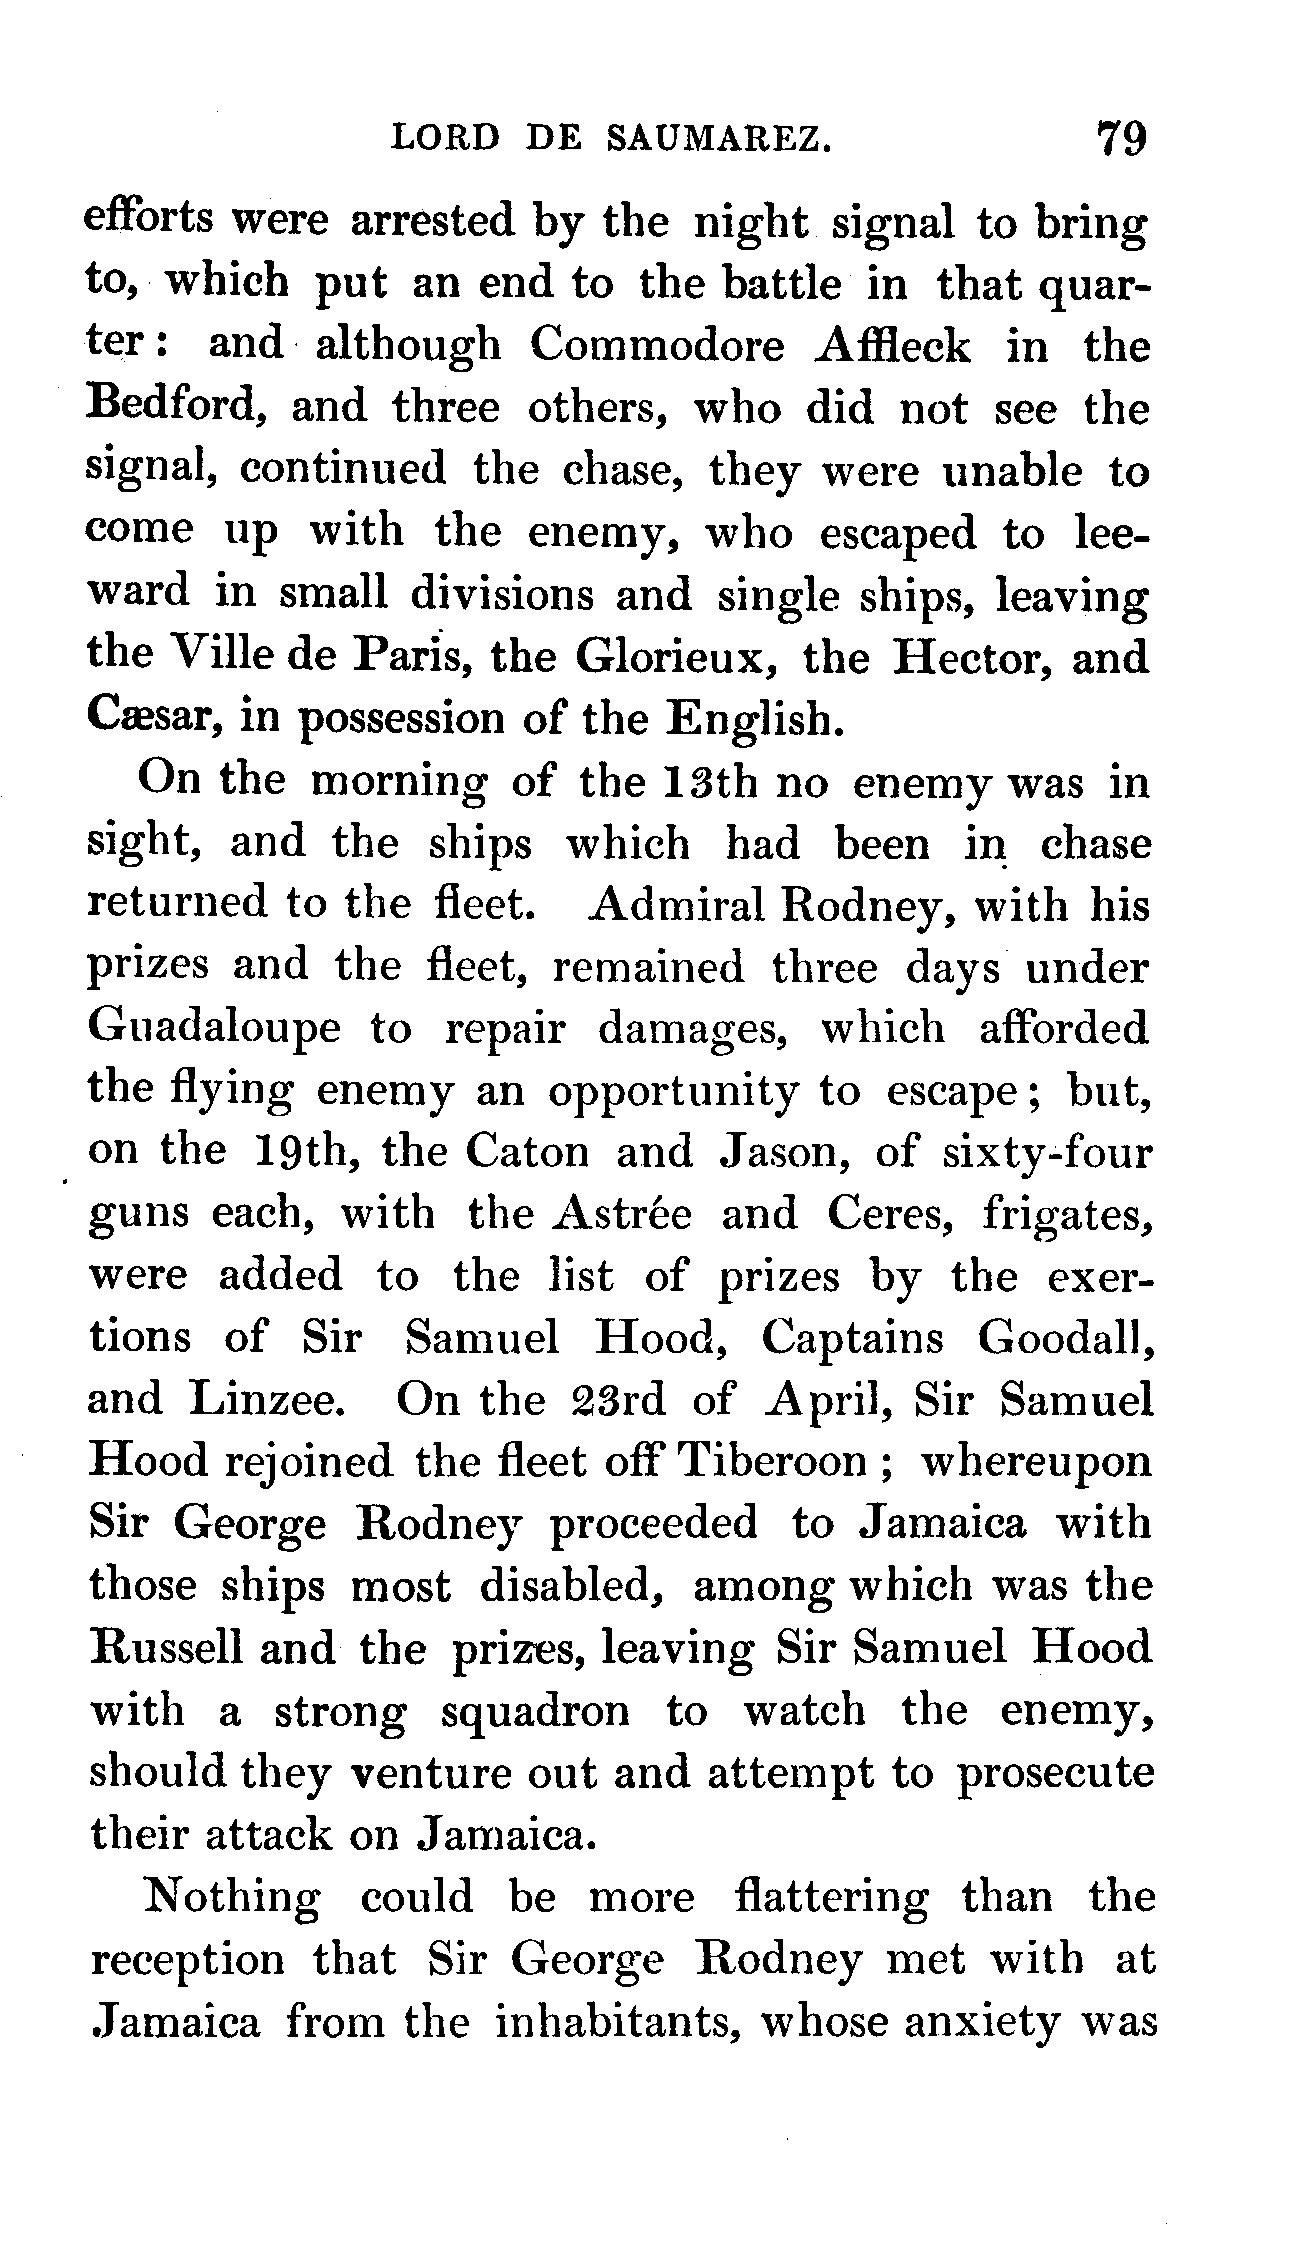 LORD DE SAUMAREZ. 79
efforts were arrested by the night signal to bring
to, which put an end to the battle in that quar-
ter : and although Commodore Affleck in the
Bedford, and three others, who did not see the
signal, continued the chase, they were unable to
come up with the enemy, who escaped to lee-
ward in small divisions and single ships, leaving
the Ville de Paris, the Glorieux, the Hector, and
Cæsar, in possession of the English.
On the morning of the 13th no enemy was in
sight, and the ships which had been in chase
returned to the fleet. Admiral Rodney, with his
prizes and the fleet, remained three days under
Guadaloupe to repair damages, which afforded
the flying enemy an opportunity to escape ; but,
on the 19th, the Caton and Jason, of sixty-four
guns each, with the Astrée and Ceres, frigates,
were added to the list of prizes by the exer-
tions of Sir Samuel Hood, Captains Goodall,
and Linzee. On the 23rd of April, Sir Samuel
Hood rejoined the fleet off Tiberoon ; whereupon
Sir George Rodney proceeded to Jamaica with
those ships most disabled, among which was the
Russell and the prizes, leaving Sir Samuel Hood
with a strong squadron to watch the enemy,
should they venture out and attempt to prosecute
their attack on Jamaica.
Nothing could be more flattering than the
reception that Sir George Rodney met with at
Jamaica from the inhabitants, whose anxiety was